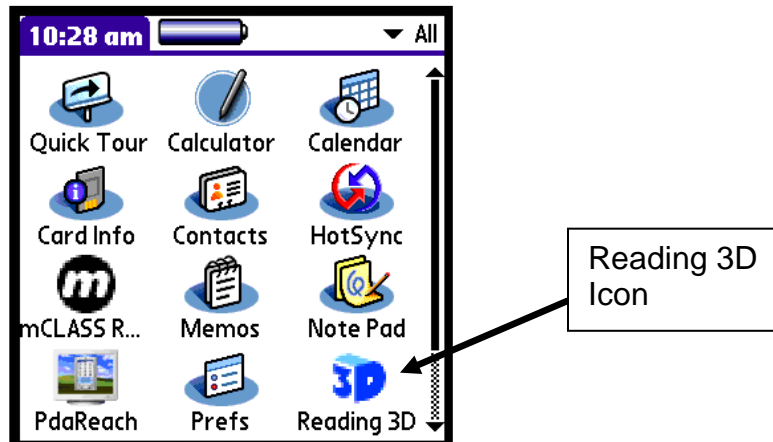 10:28 am All
Quick Tour Calculator Calendar
Card Info Contacts HotSync
mCLASS R... Memos Note Pad
PdaReach Prefs Reading 3D
Reading 3D
Icon